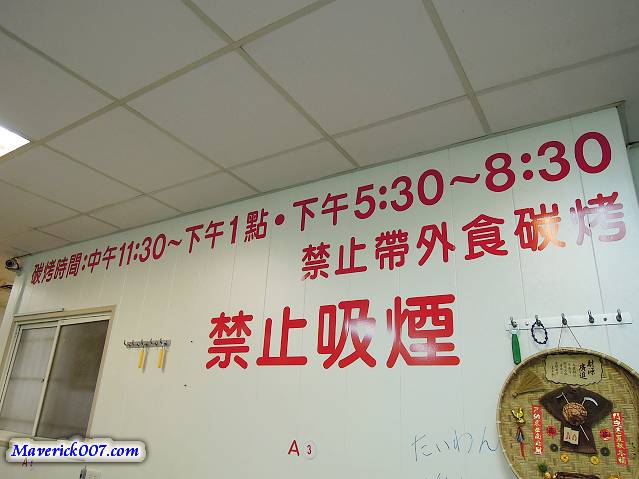 碳烤時間:中午11:30～下午1點·下午5:30～8:30
禁止帶外食碳烤
禁止吸煙
A3
たいわん
Maverick007.com